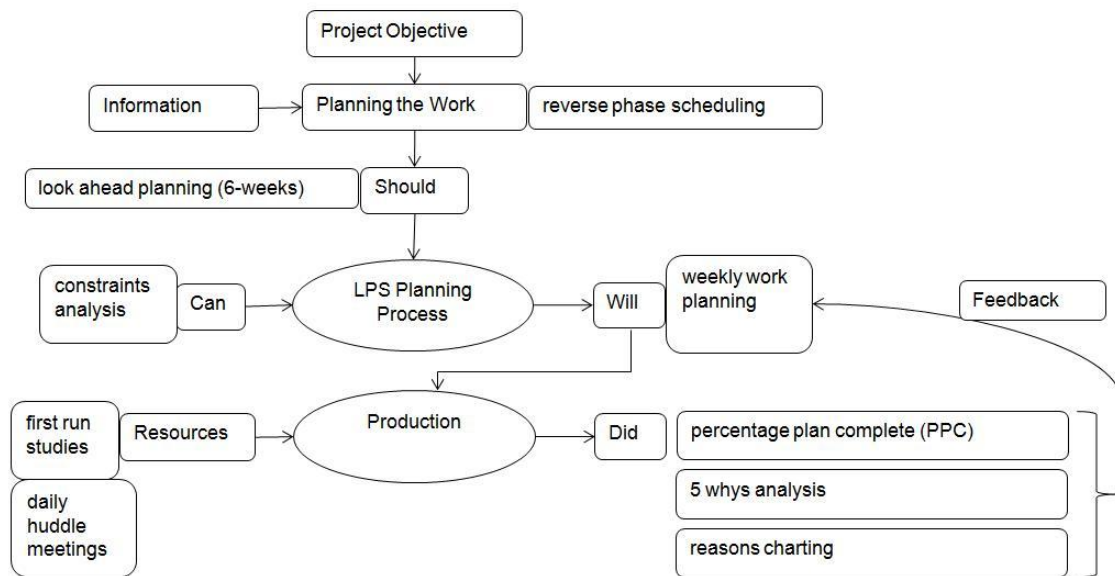 Project Objective
Information
Planning the Work
reverse phase scheduling
look ahead planning (6-weeks)
Should
constraints
analysis
Can
LPS Planning
Process
Will
weekly work
planning
Feedback
first run
studies
Resources
Production
Did
percentage plan complete (PPC)
daily
huddle
meetings
5 whys analysis
reasons charting